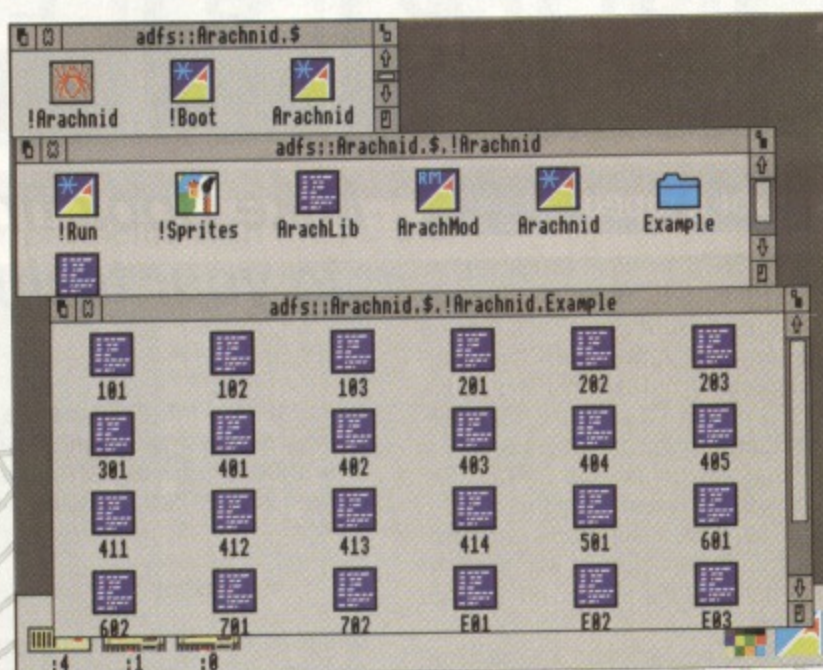 adfs::Arachnid.$
!Arachnid !Boot Arachnid
adfs::Arachnid.$.!Arachnid
RM
!Run !Sprites ArachLib ArachMod Arachnid Example
adfs::Arachnid.$.!Arachnid.Example
101 102 103 201 202 203
301 401 402 403 404 405
411 412 413 414 501 601
602 701 702 E01 E02 E03
:4 :1 :0